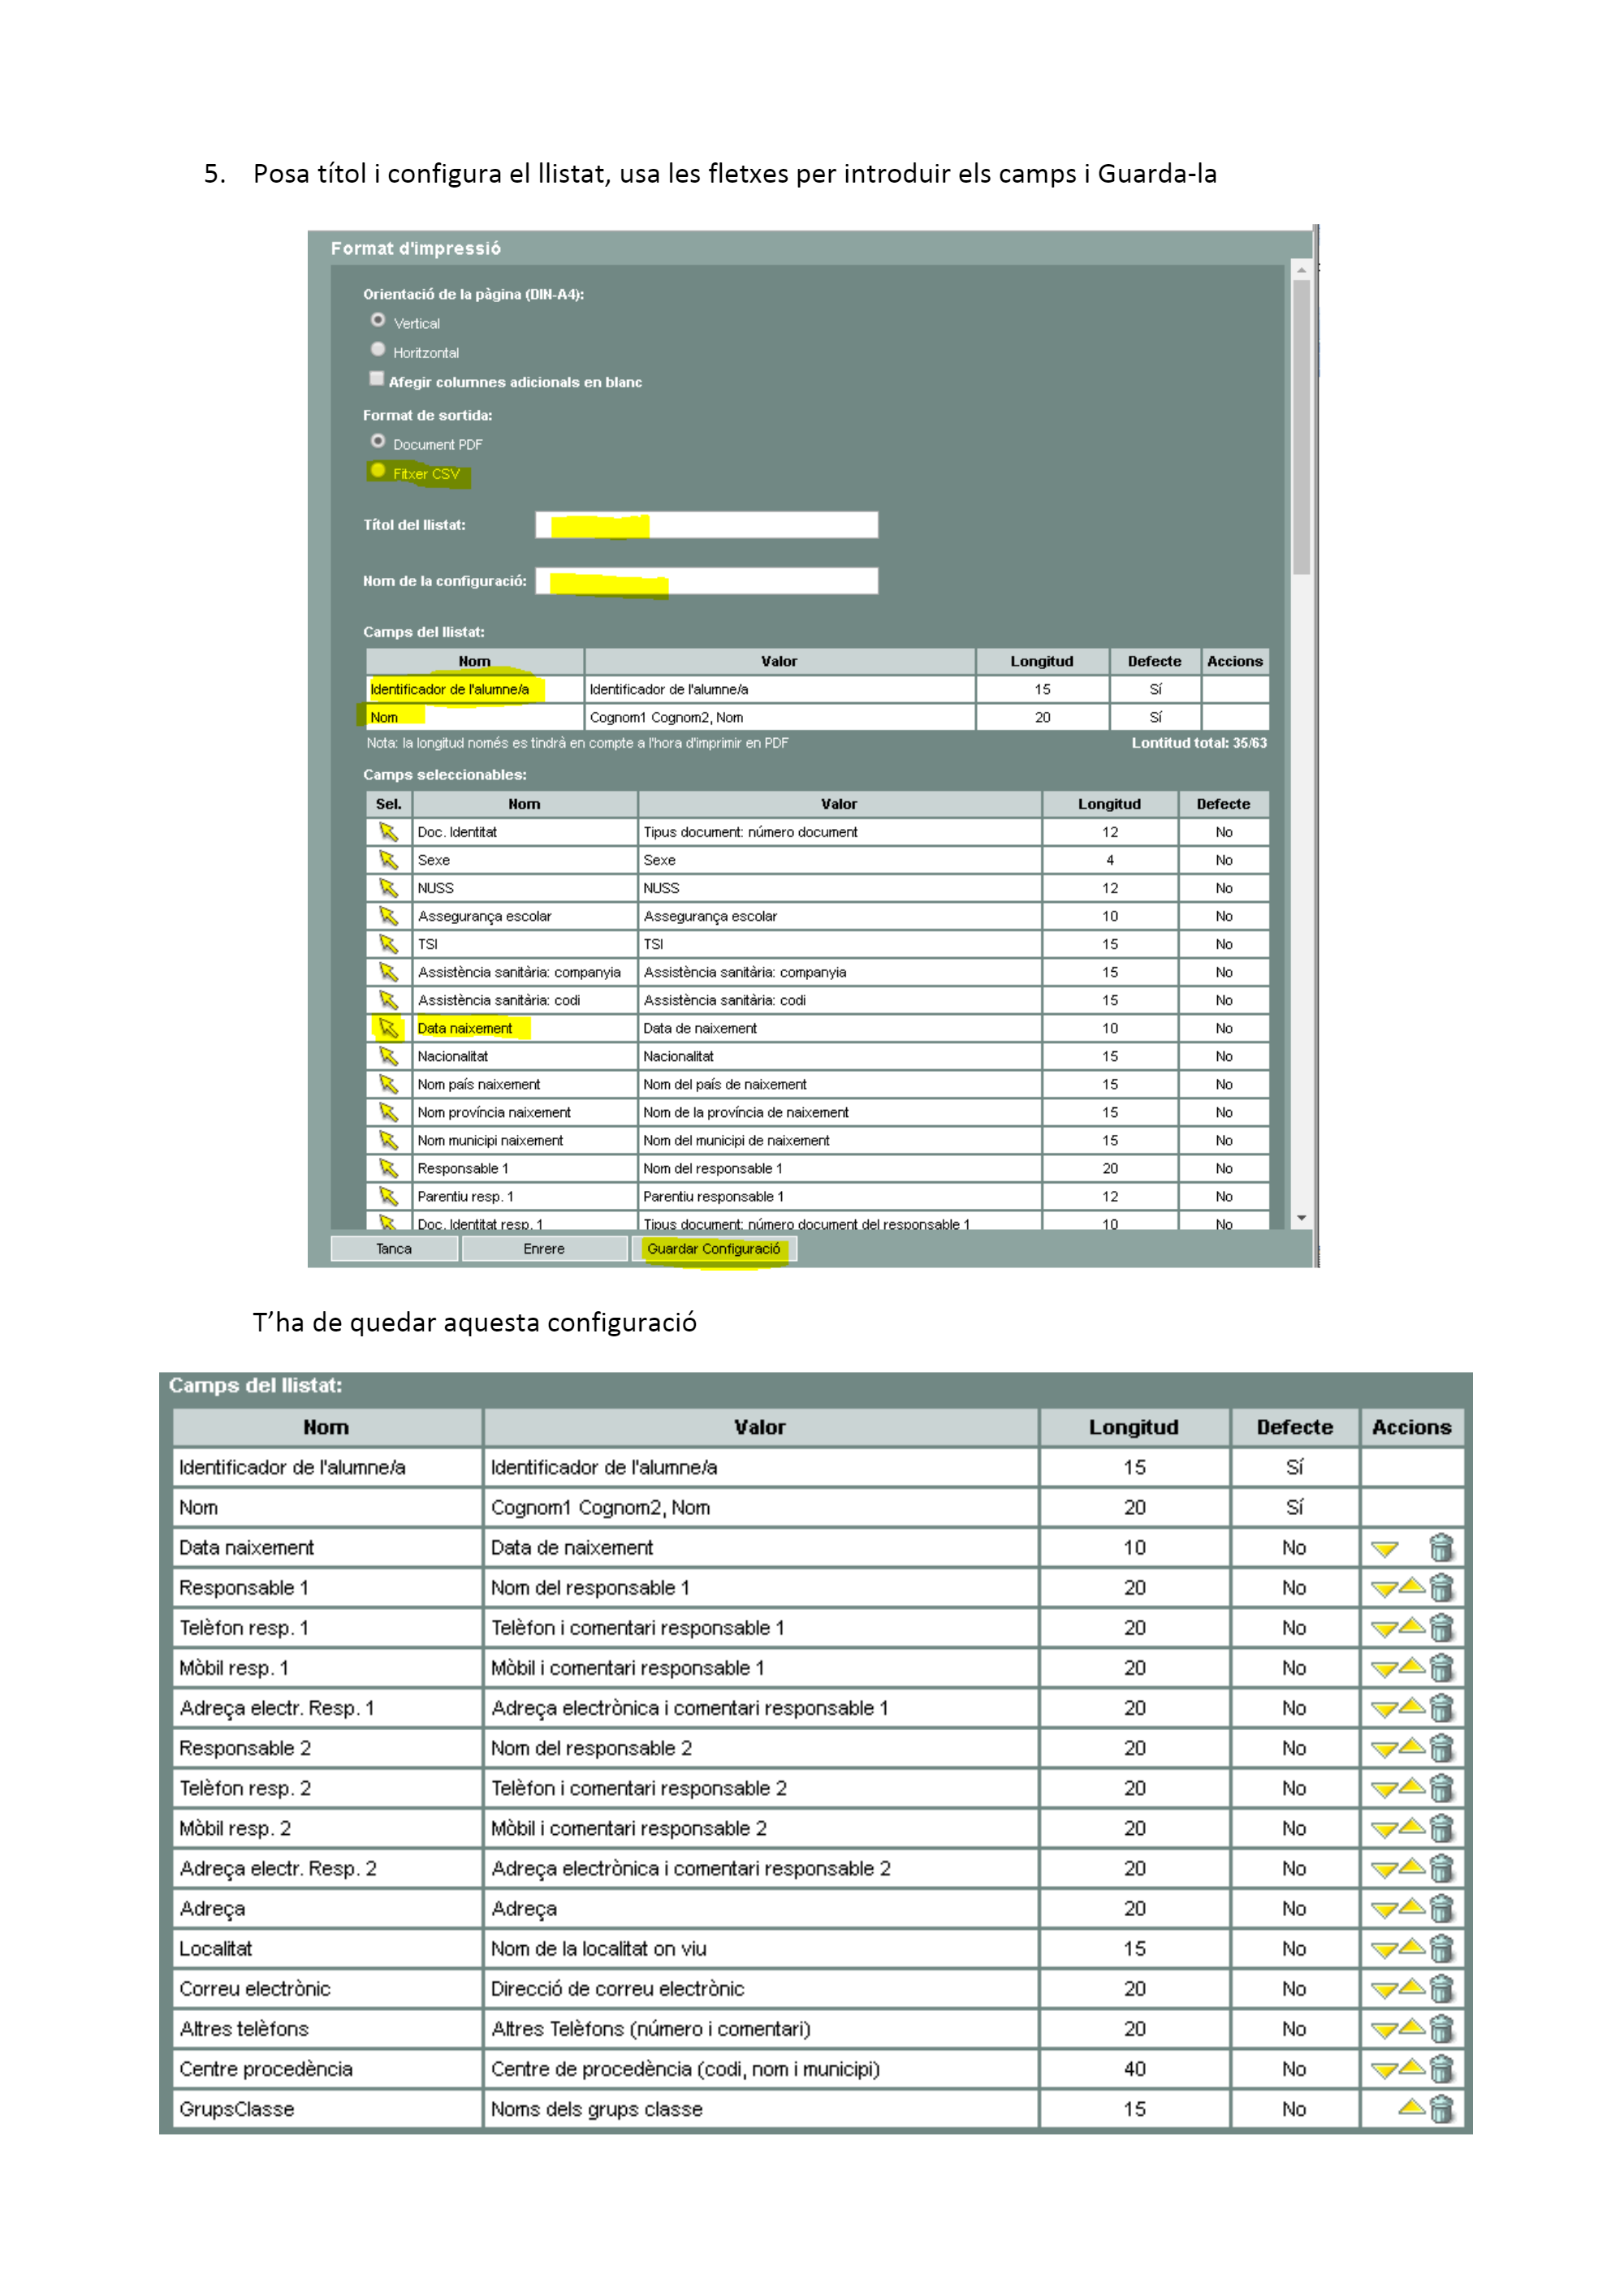 5. Posa títol i configura el llistat, usa les fletxes per introduir els camps i Guarda-la
Format d'impressió
Orientació de la pàgina (DIN-A4):
Vertical
Horitzontal
Afegir columnes adicionals en blanc
Format de sortida:
Document PDF
Fitxer CSV
Títol del llistat:
Nom de la configuració:
Camps del llistat:
Nom Valor Longitud Defecte Accions
Identificador de l'alumne/a Identificador de l'alumne/a 15 Sí
Nom Cognom1 Cognom2, Nom 20 Sí
Nota: la longitud només es tindrà en compte a l'hora d'imprimir en PDF Lontitud total: 35/63
Camps seleccionables:
Sel. Nom Valor Longitud Defecte
Doc. Identitat Tipus document: número document 12 No
Sexe Sexe 4 No
NUSS NUSS 12 No
Assegurança escolar Assegurança escolar 10 No
TSI TSI 15 No
Assistència sanitària: companyia Assistència sanitària: companyia 15 No
Assistència sanitària: codi Assistència sanitària: codi 15 No
Data naixement Data de naixement 10 No
Nacionalitat Nacionalitat 15 No
Nom país naixement Nom del país de naixement 15 No
Nom província naixement Nom de la província de naixement 15 No
Nom municipi naixement Nom del municipi de naixement 15 No
Responsable 1 Nom del responsable 1 20 No
Parentiu resp. 1 Parentiu responsable 1 12 No
Doc. Identitat resp. 1 Tipus document: número document del responsable 1 10 No
Tanca Enrere Guardar Configuració
T'ha de quedar aquesta configuració
Camps del llistat:
Nom Valor Longitud Defecte Accions
Identificador de l'alumne/a Identificador de l'alumne/a 15 Sí
Nom Cognom1 Cognom2, Nom 20 Sí
Data naixement Data de naixement 10 No
Responsable 1 Nom del responsable 1 20 No
Telèfon resp. 1 Telèfon i comentari responsable 1 20 No
Mòbil resp. 1 Mòbil i comentari responsable 1 20 No
Adreça electr. Resp. 1 Adreça electrònica i comentari responsable 1 20 No
Responsable 2 Nom del responsable 2 20 No
Telèfon resp. 2 Telèfon i comentari responsable 2 20 No
Mòbil resp. 2 Mòbil i comentari responsable 2 20 No
Adreça electr. Resp. 2 Adreça electrònica i comentari responsable 2 20 No
Adreça Adreça 20 No
Localitat Nom de la localitat on viu 15 No
Correu electrònic Direcció de correu electrònic 20 No
Altres telèfons Altres Telèfons (número i comentari) 20 No
Centre procedència Centre de procedència (codi, nom i municipi) 40 No
GrupsClasse Noms dels grups classe 15 No